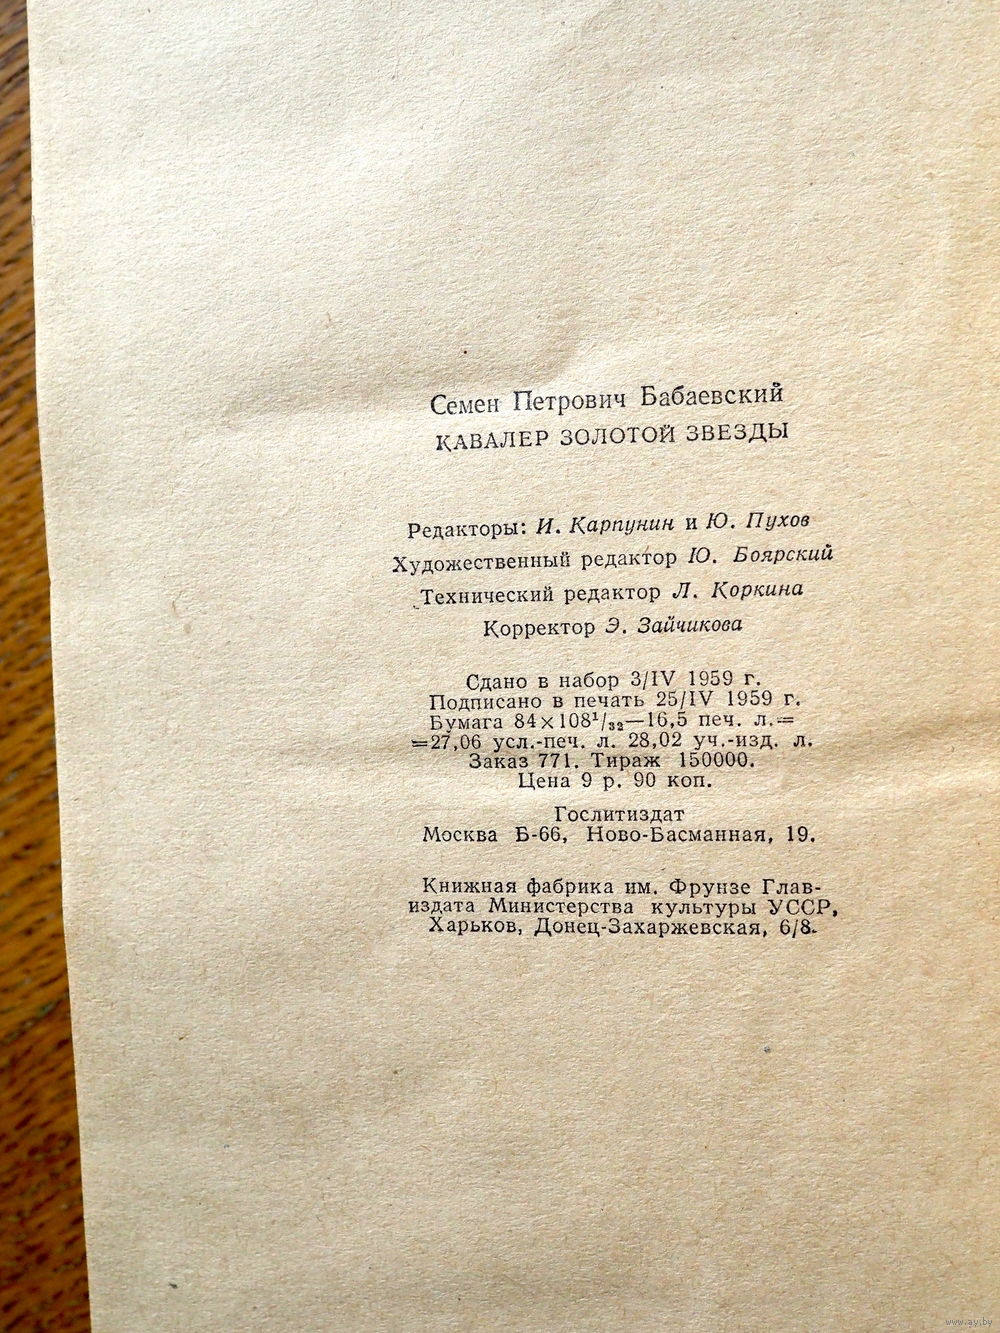 Семен Петрович Бабаевский
КАВАЛЕР ЗОЛОТОЙ ЗВЕЗДЫ
Редакторы: И. Карпунин и Ю. Пухов
Художественный редактор Ю. Боярский
Технический редактор Л. Коркина
Корректор Э. Зайчикова
Сдано в набор 3/IV 1959 г.
Подписано в печать 25/IV 1959 г.
Бумага 84×108¹/₃₂—16,5 печ. л.=
=27,06 усл.-печ. л. 28,02 уч.-изд. л.
Заказ 771. Тираж 150000.
Цена 9 р. 90 коп.
Гослитиздат
Москва Б-66, Ново-Басманная, 19.
Книжная фабрика им. Фрунзе Глав-
издата Министерства культуры УССР,
Харьков, Донец-Захаржевская, 6/8.
www.ay.by